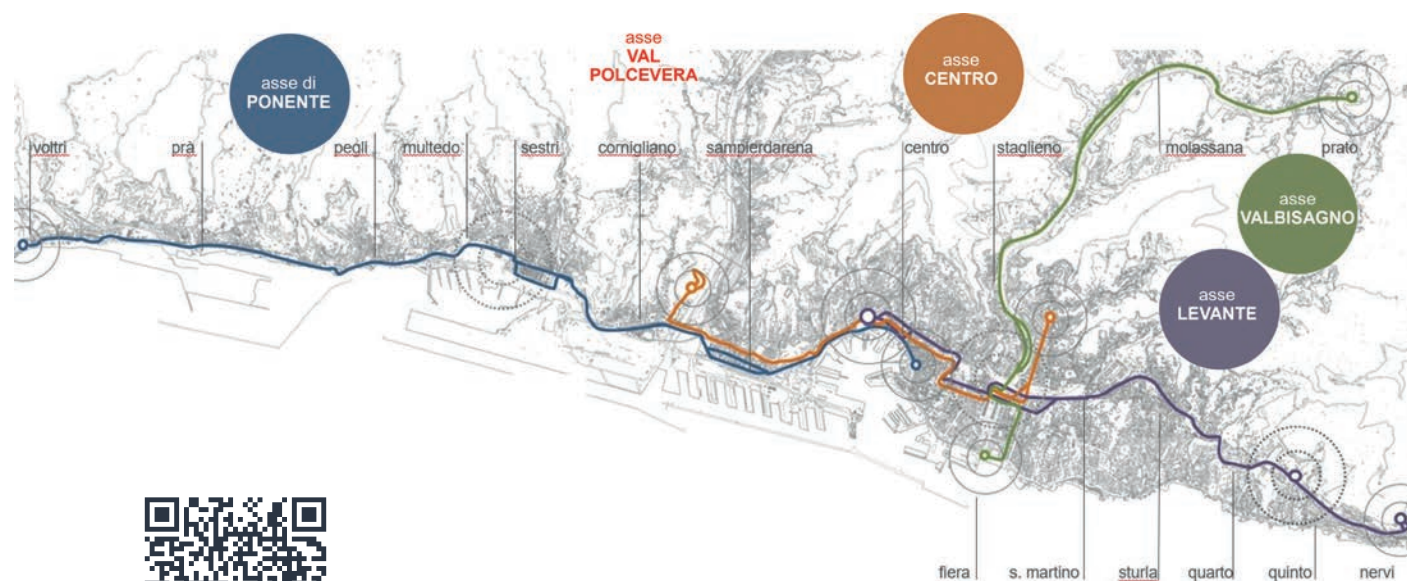 asse di
PONENTE
asse
VAL
POLCEVERA
asse
CENTRO
voltri
prà
pegli
multedo
sestri
cornigliano
sampierdarena
centro
staglieno
molassana
prato
asse
VALBISAGNO
asse
LEVANTE
fiera
s. martino
sturla
quarto
quinto
nervi